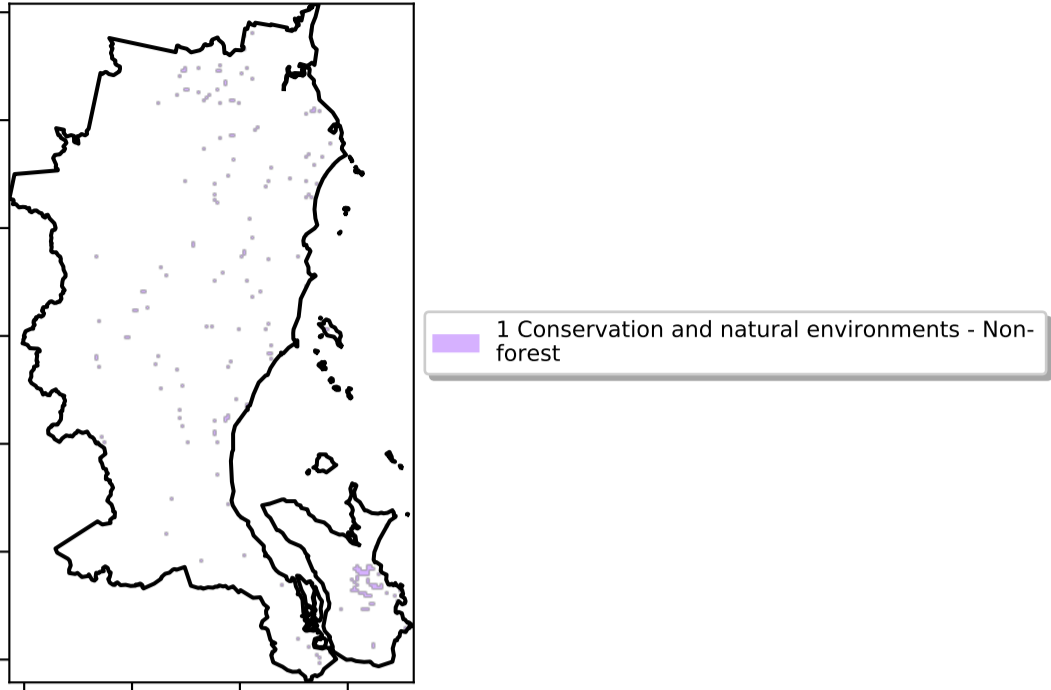 1 Conservation and natural environments - Non-
forest